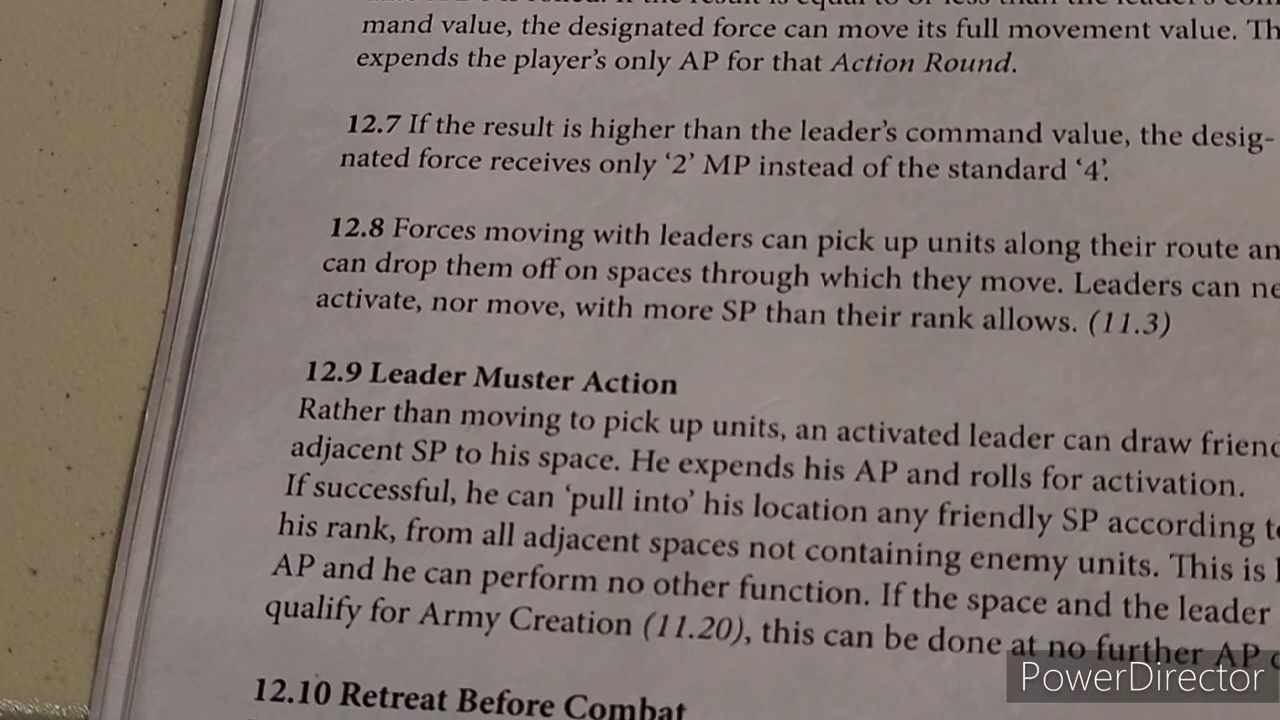 mand value, the designated force can move its full movement value.
expends the player's only AP for that Action Round.
12.7 If the result is higher than the leader's command value, the desig-
nated force receives only '2' MP instead of the standard '4'.
12.8 Forces moving with leaders can pick up units along their route
can drop them off on spaces through which they move. Leaders can
activate, nor move, with more SP than their rank allows. (11.3)
12.9 Leader Muster Action
Rather than moving to pick up units, an activated leader can draw
adjacent SP to his space. He expends his AP and rolls for activation.
If successful, he can 'pull into' his location any friendly SP according
his rank, from all adjacent spaces not containing enemy units. This is
AP and he can perform no other function. If the space and the leader
qualify for Army Creation (11.20), this can be done at no further AP
12.10 Retreat Before Combat
PowerDirector